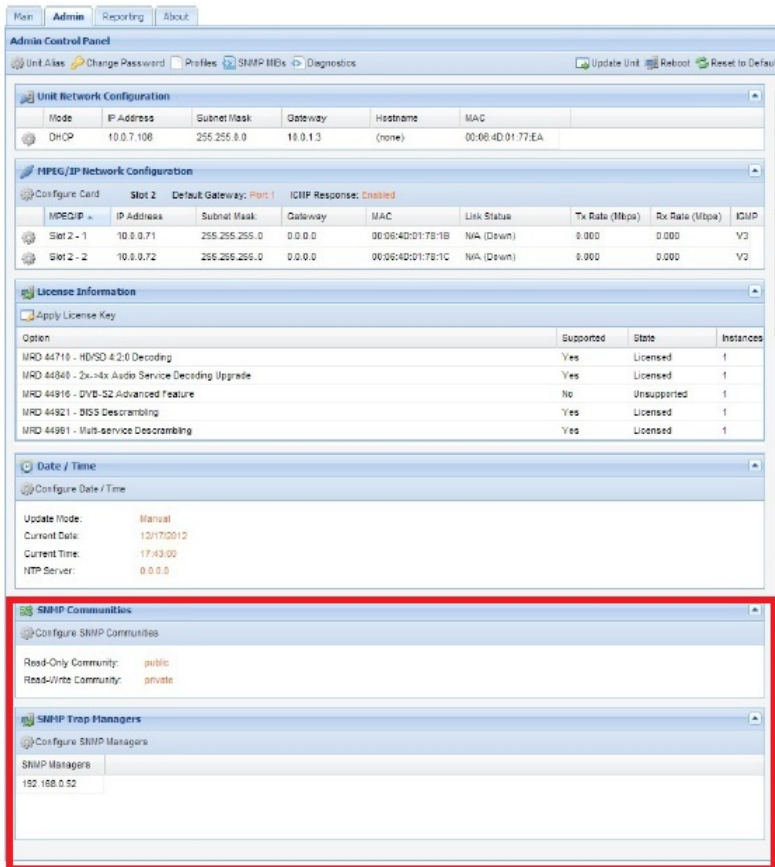 Main Admin Reporting About
Admin Control Panel
Unit Alias Change Password Profiles SNMP MIBs Diagnostics Update Unit Reboot Reset to Defaul
Unit Network Configuration
Mode IP Address Subnet Mask Gateway Hostname MAC
DHCP 10.0.7.106 255.255.0.0 10.0.1.3 (none) 00:06:4D:01:77:EA
MPEG/IP Network Configuration
Configure Card Slot 2 Default Gateway: Port 1 ICMP Response: Enabled
MPEG/IP IP Address Subnet Mask Gateway MAC Link Status Tx Rate (Mbps) Rx Rate (Mbps) IGMP
Slot 2 - 1 10.0.0.71 255.255.255.0 0.0.0.0 00:06:4D:01:78:1B N/A (Down) 0.000 0.000 V3
Slot 2 - 2 10.0.0.72 255.255.255.0 0.0.0.0 00:06:4D:01:78:1C N/A (Down) 0.000 0.000 V3
License Information
Apply License Key
Option Supported State Instances
MRD 44710 - HD/SD 4:2:0 Decoding Yes Licensed 1
MRD 44840 - 2x->4x Audio Service Decoding Upgrade Yes Licensed 1
MRD 44916 - DVB-S2 Advanced Feature No Unsupported 1
MRD 44921 - BISS Descrambling Yes Licensed 1
MRD 44991 - Multi-service Descrambling Yes Licensed 1
Date / Time
Configure Date / Time
Update Mode: Manual
Current Date: 12/17/2012
Current Time: 17:43:00
NTP Server: 0.0.0.0
SNMP Communities
Configure SNMP Communities
Read-Only Community: public
Read-Write Community: private
SNMP Trap Managers
Configure SNMP Managers
SNMP Managers
192.168.0.52